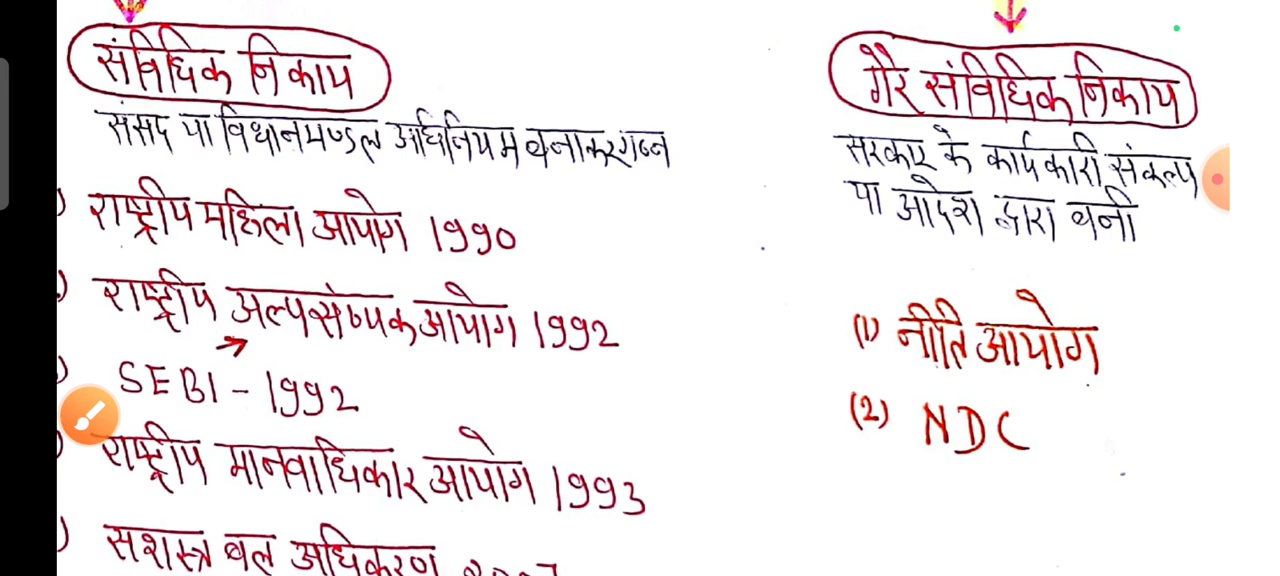 संविधिक निकाय
संसद या विधानमण्डल अधिनियम बनाकर गठन
) राष्ट्रीय महिला आयोग 1990
) राष्ट्रीय अल्पसंख्यक आयोग 1992
) SEBI - 1992
) राष्ट्रीय मानवाधिकार आयोग 1993
) सशस्त्र बल अधिकरण
गैर संविधिक निकाय
सरकार के कार्यकारी संकल्प
या आदेश द्वारा बनी
(1) नीति आयोग
(2) NDC